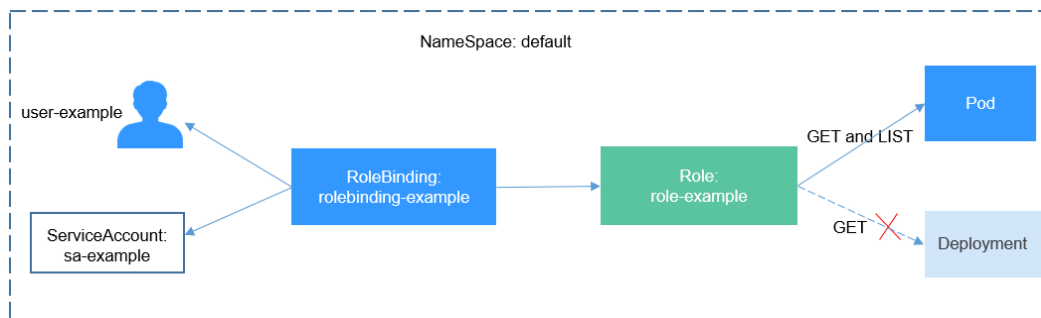 NameSpace: default
user-example
Pod
GET and LIST
RoleBinding:
rolebinding-example
Role:
role-example
ServiceAccount:
sa-example
GET
Deployment